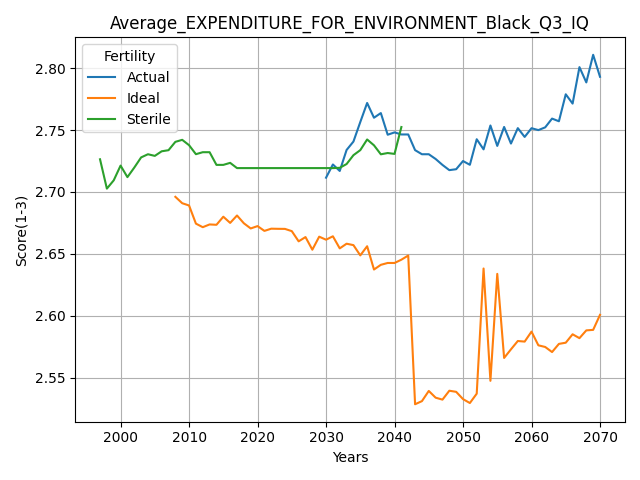 Average_EXPENDITURE_FOR_ENVIRONMENT_Black_Q3_IQ
Fertility
Actual
Ideal
Sterile
Score(1-3)
2.80
2.75
2.70
2.65
2.60
2.55
2000 2010 2020 2030 2040 2050 2060 2070
Years